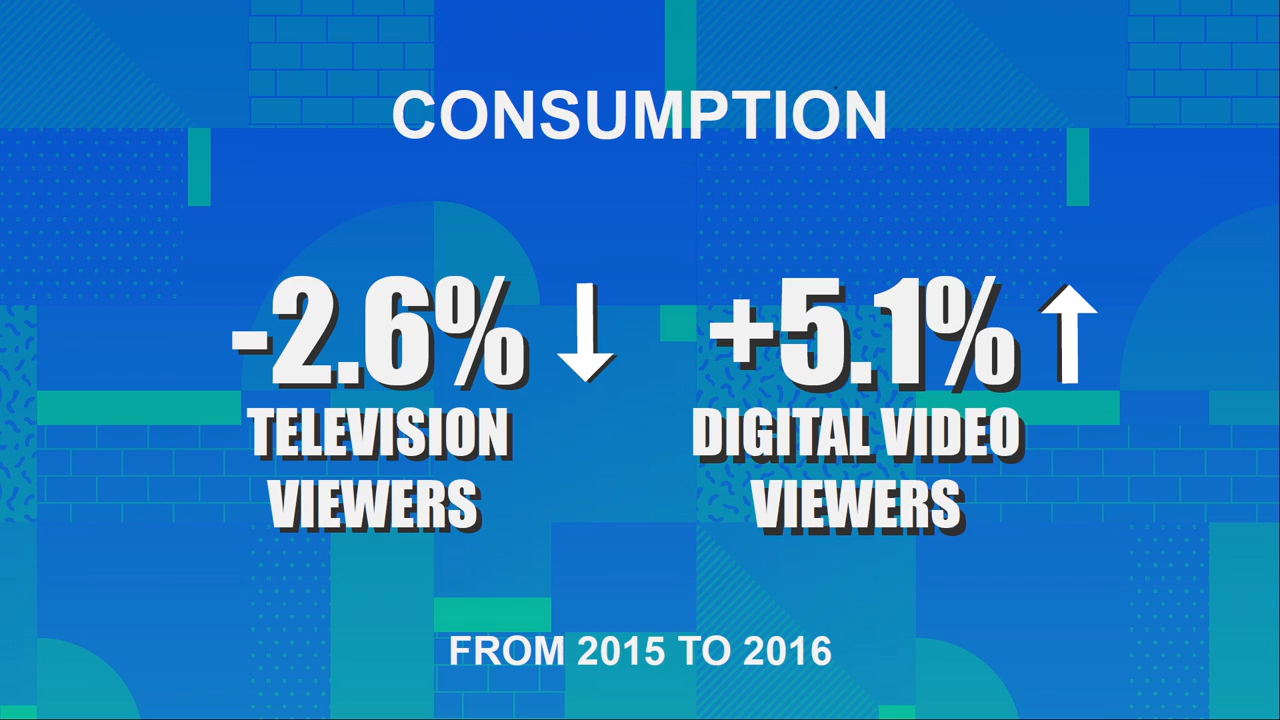 CONSUMPTION
-2.6%
TELEVISION
VIEWERS
+5.1%
DIGITAL VIDEO
VIEWERS
FROM 2015 TO 2016